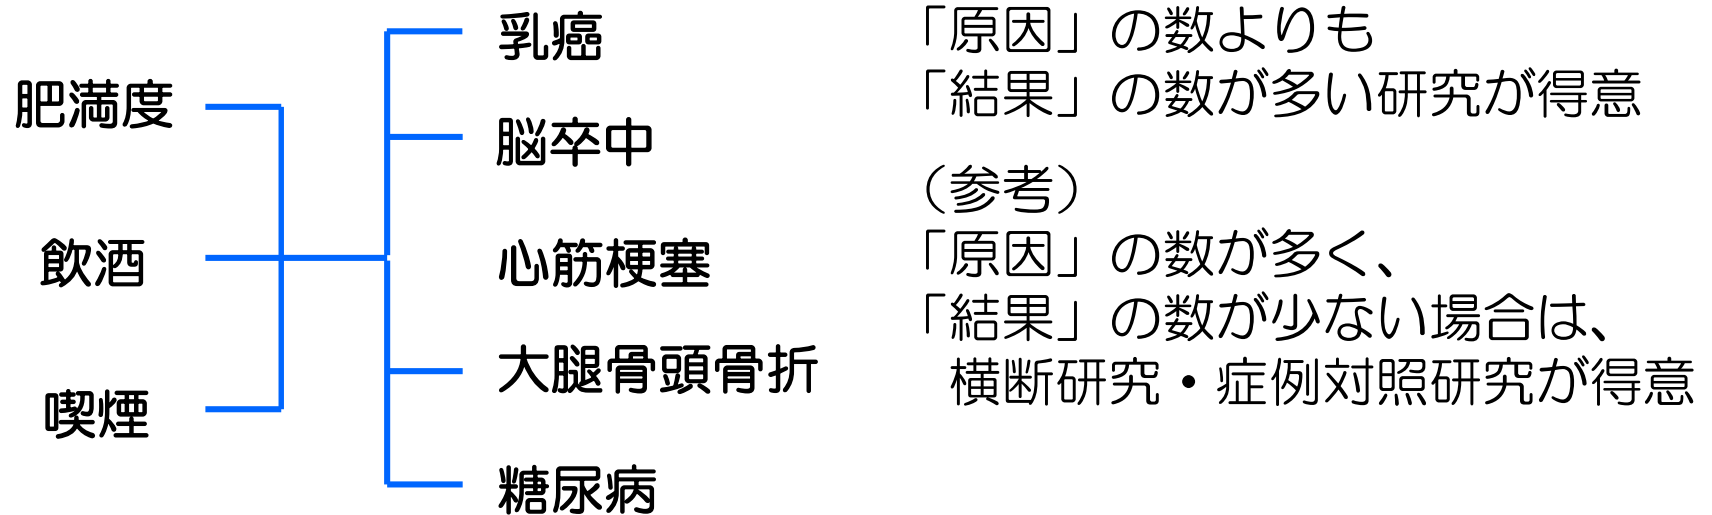 肥満度
飲酒
喫煙
乳癌
脳卒中
心筋梗塞
大腿骨頭骨折
糖尿病
「原因」の数よりも
「結果」の数が多い研究が得意
（参考）
「原因」の数が多く、
「結果」の数が少ない場合は、
横断研究・症例対照研究が得意